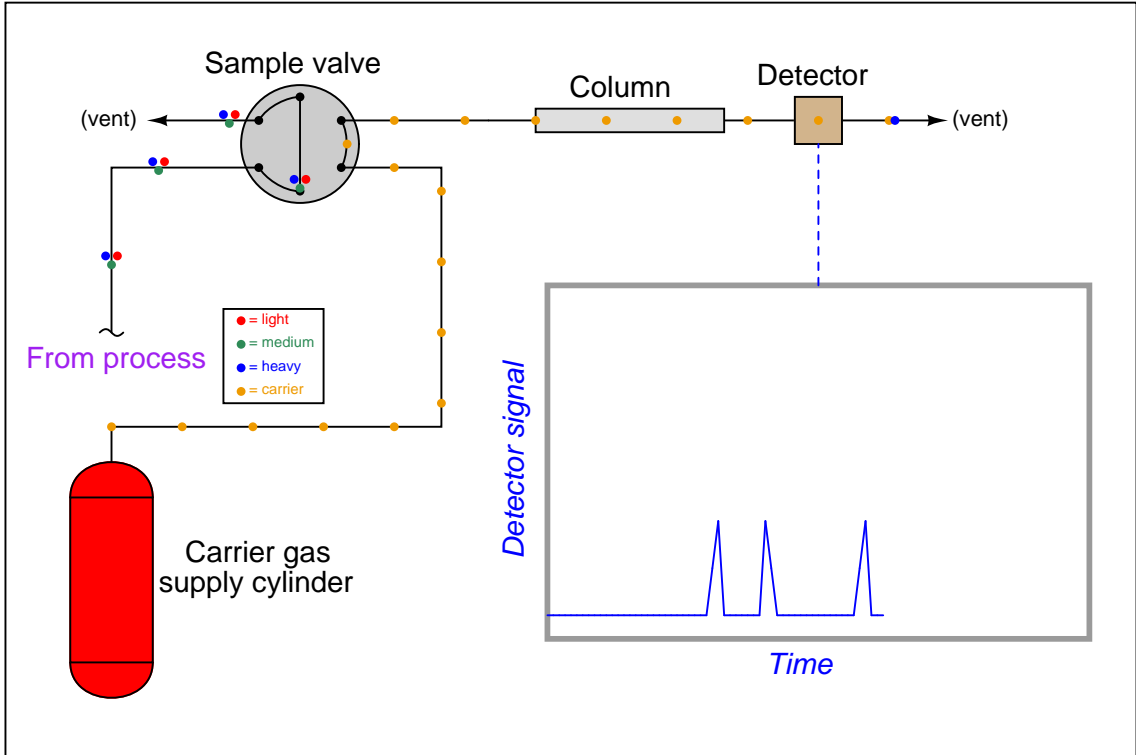 Sample valve
Column
Detector
(vent)
(vent)
= light
= medium
= heavy
= carrier
From process
Detector signal
Carrier gas
supply cylinder
Time